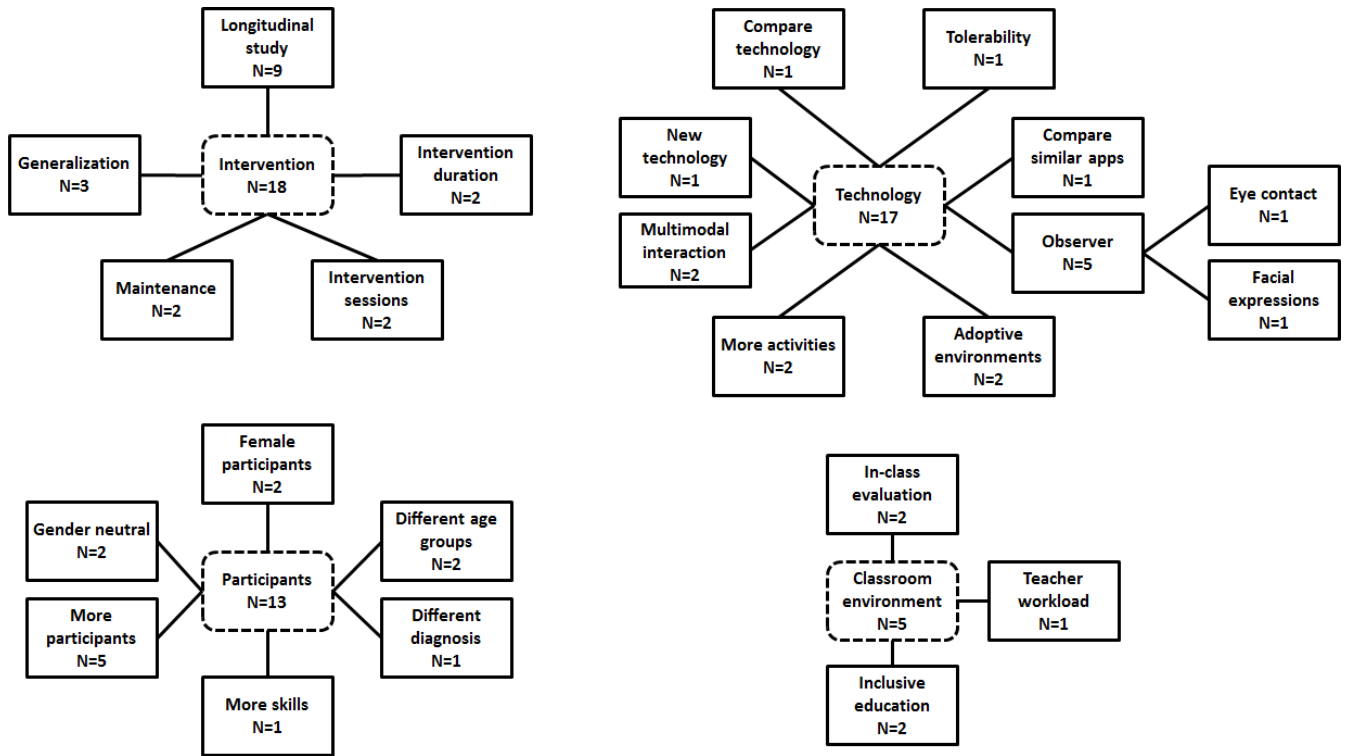 Longitudinal
study
N=9
Generalization
N=3
Intervention
N=18
Intervention
duration
N=2
Maintenance
N=2
Intervention
sessions
N=2
Compare
technology
N=1
Tolerability
N=1
New
technology
N=1
Compare
similar apps
N=1
Technology
N=17
Multimodal
interaction
N=2
Observer
N=5
Eye contact
N=1
Facial
expressions
N=1
More activities
N=2
Adoptive
environments
N=2
Female
participants
N=2
Gender neutral
N=2
Different age
groups
N=2
Participants
N=13
More
participants
N=5
Different
diagnosis
N=1
More skills
N=1
In-class
evaluation
N=2
Classroom
environment
N=5
Teacher
workload
N=1
Inclusive
education
N=2